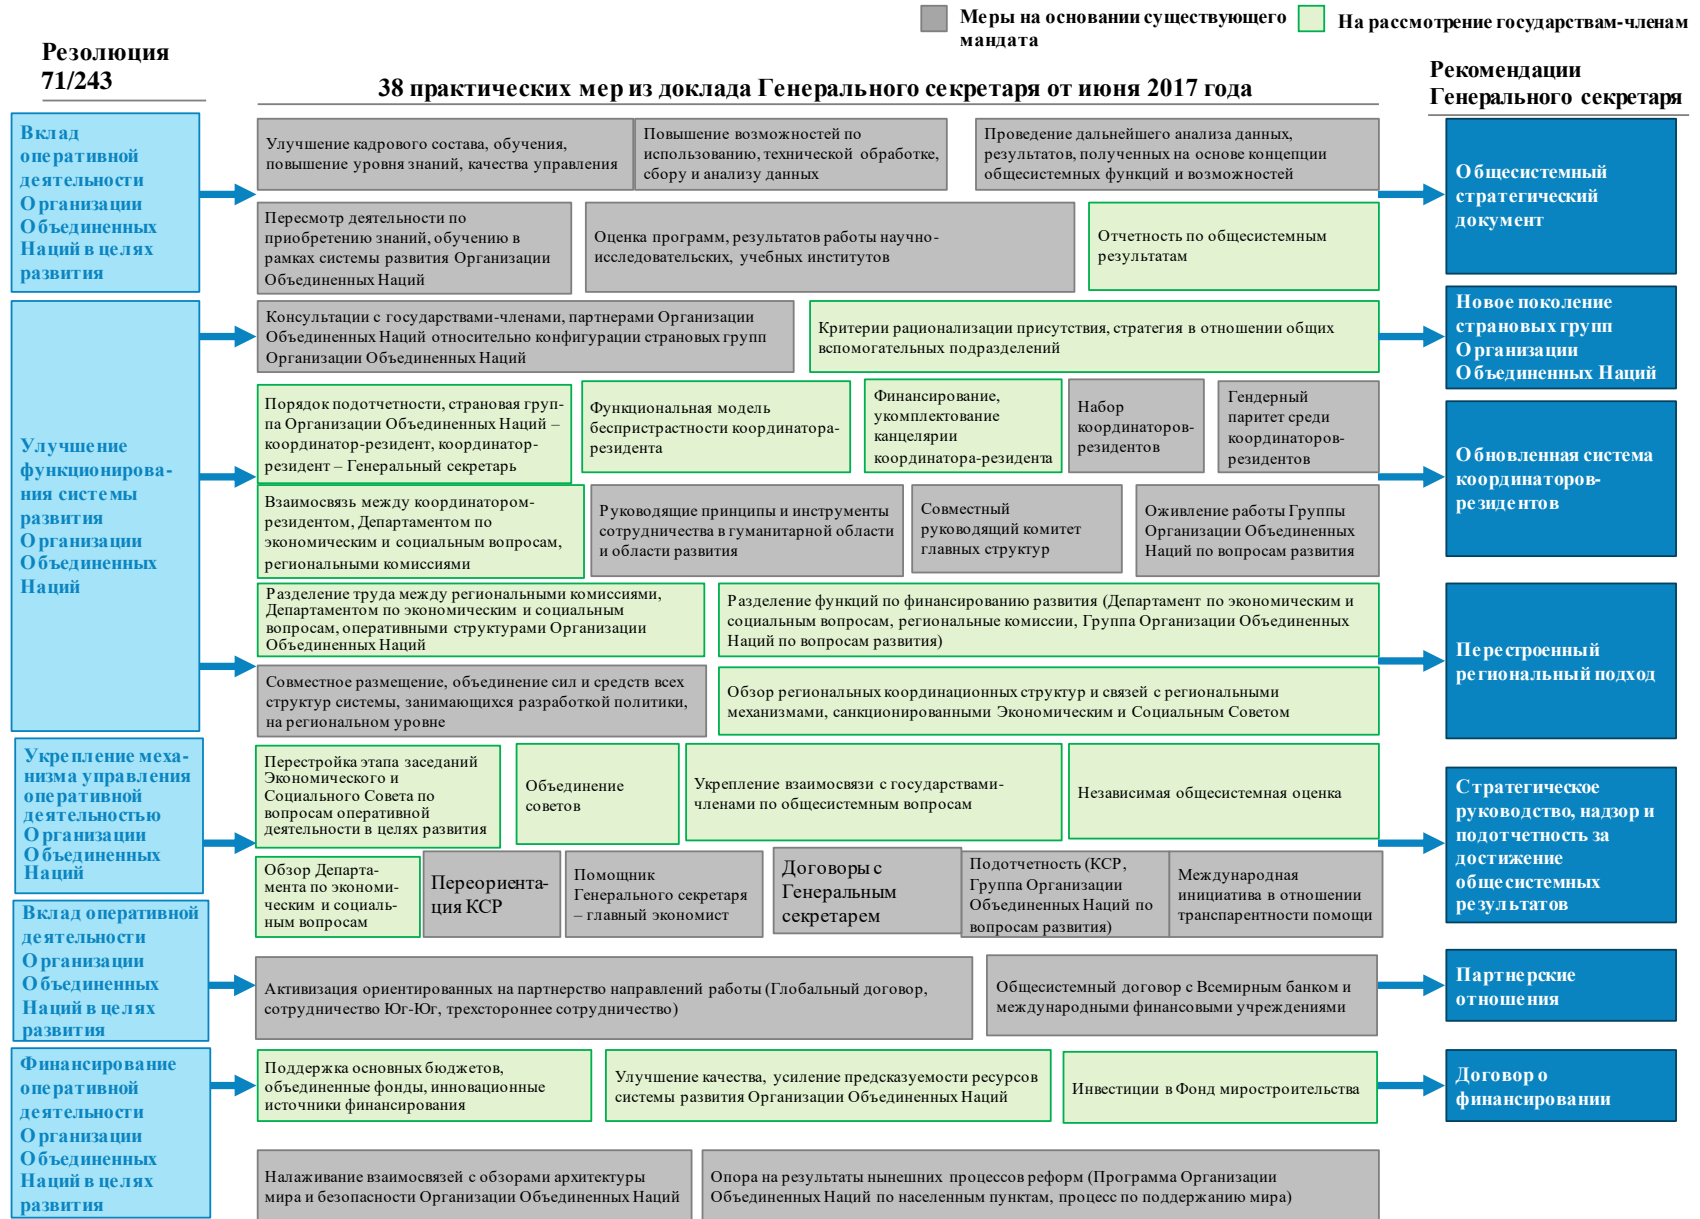 Меры на основании существующего
мандата
На рассмотрение государствам-членам
Резолюция
71/243
38 практических мер из доклада Генерального секретаря от июня 2017 года
Рекомендации
Генерального секретаря
Вклад
оперативной
деятельности
Организации
Объединенных
Наций в целях
развития
Улучшение кадрового состава, обучения,
повышение уровня знаний, качества управления
Повышение возможностей по
использованию, технической обработке,
сбору и анализу данных
Проведение дальнейшего анализа данных,
результатов, полученных на основе концепции
общесистемных функций и возможностей
Пересмотр деятельности по
приобретению знаний, обучению в
рамках системы развития Организации
Объединенных Наций
Оценка программ, результатов работы научно-
исследовательских, учебных институтов
Отчетность по общесистемным
результатам
Общесистемный
стратегический
документ
Улучшение
функционирова-
ния системы
развития
Организации
Объединенных
Наций
Консультации с государствами-членами, партнерами Организации
Объединенных Наций относительно конфигурации страновых групп
Организации Объединенных Наций
Критерии рационализации присутствия, стратегия в отношении общих
вспомогательных подразделений
Новое поколение
страновых групп
Организации
Объединенных Наций
Порядок подотчетности, страновая груп-
па Организации Объединенных Наций –
координатор-резидент, координатор-
резидент – Генеральный секретарь
Функциональная модель
беспристрастности координатора-
резидента
Финансирование,
укомплектование
канцелярии
координатора-резидента
Набор
координаторов-
резидентов
Гендерный
паритет среди
координаторов-
резидентов
Взаимосвязь между координатором-
резидентом, Департаментом по
экономическим и социальным вопросам,
региональными комиссиями
Руководящие принципы и инструменты
сотрудничества в гуманитарной области
и области развития
Совместный
руководящий комитет
главных структур
Оживление работы Группы
Организации Объединенных
Наций по вопросам развития
Обновленная система
координаторов-
резидентов
Разделение труда между региональными комиссиями,
Департаментом по экономическим и социальным
вопросам, оперативными структурами Организации
Объединенных Наций
Разделение функций по финансированию развития (Департамент по экономическим и
социальным вопросам, региональные комиссии, Группа Организации Объединенных
Наций по вопросам развития)
Совместное размещение, объединение сил и средств всех
структур системы, занимающихся разработкой политики,
на региональном уровне
Обзор региональных координационных структур и связей с региональными
механизмами, санкционированными Экономическим и Социальным Советом
Перестроенный
региональный подход
Укрепление меха-
низма управления
оперативной
деятельностью
Организации
Объединенных
Наций
Перестройка этапа заседаний
Экономического и
Социального Совета по
вопросам оперативной
деятельности в целях развития
Объединение
советов
Укрепление взаимосвязи с государствами-
членами по общесистемным вопросам
Независимая общесистемная оценка
Обзор Департа-
мента по экономи-
ческим и социаль-
ным вопросам
Переориента-
ция КСР
Помощник
Генерального секретаря
– главный экономист
Договоры с
Генеральным
секретарем
Подотчетность (КСР,
Группа Организации
Объединенных Наций по
вопросам развития)
Международная
инициатива в отношении
транспарентности помощи
Стратегическое
руководство, надзор и
подотчетность за
достижение
общесистемных
результатов
Вклад оперативной
деятельности
Организации
Объединенных
Наций в целях
развития
Активизация ориентированных на партнерство направлений работы (Глобальный договор,
сотрудничество Юг-Юг, трехстороннее сотрудничество)
Общесистемный договор с Всемирным банком и
международными финансовыми учреждениями
Партнерские
отношения
Финансирование
оперативной
деятельности
Организации
Объединенных
Наций в целях
развития
Поддержка основных бюджетов,
объединенные фонды, инновационные
источники финансирования
Улучшение качества, усиление предсказуемости ресурсов
системы развития Организации Объединенных Наций
Инвестиции в Фонд миростроительства
Договор о
финансировании
Налаживание взаимосвязей с обзорами архитектуры
мира и безопасности Организации Объединенных Наций
Опора на результаты нынешних процессов реформ (Программа Организации
Объединенных Наций по населенным пунктам, процесс по поддержанию мира)